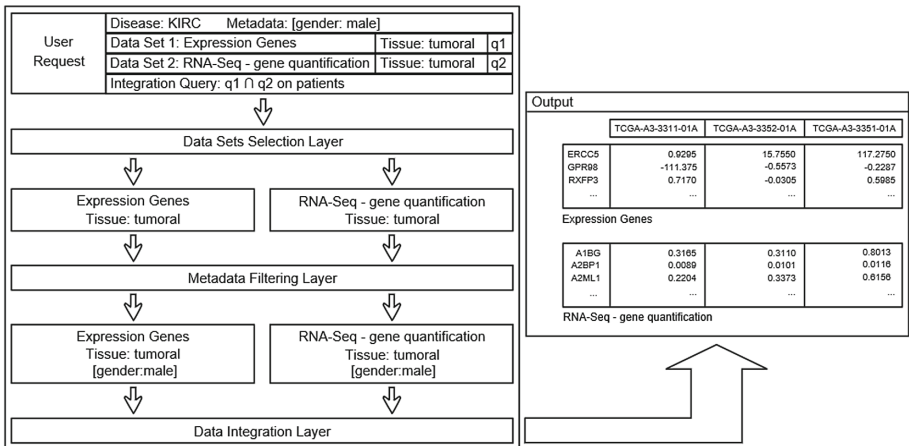 User
Request
Disease: KIRC Metadata: [gender: male]
Data Set 1: Expression Genes Tissue: tumoral q1
Data Set 2: RNA-Seq - gene quantification Tissue: tumoral q2
Integration Query: q1 ∩ q2 on patients
Data Sets Selection Layer
Expression Genes
Tissue: tumoral
RNA-Seq - gene quantification
Tissue: tumoral
Metadata Filtering Layer
Expression Genes
Tissue: tumoral
[gender:male]
RNA-Seq - gene quantification
Tissue: tumoral
[gender:male]
Data Integration Layer
Output
TCGA-A3-3311-01A TCGA-A3-3352-01A TCGA-A3-3351-01A
ERCC5 0.9295 15.7550 117.2750
GPR98 -111.375 -0.5573 -0.2287
RXFP3 0.7170 -0.0305 0.5985
... ... ... ...
Expression Genes
A1BG 0.3165 0.3110 0.8013
A2BP1 0.0089 0.0101 0.0116
A2ML1 0.2204 0.3373 0.6156
... ... ... ...
RNA-Seq - gene quantification